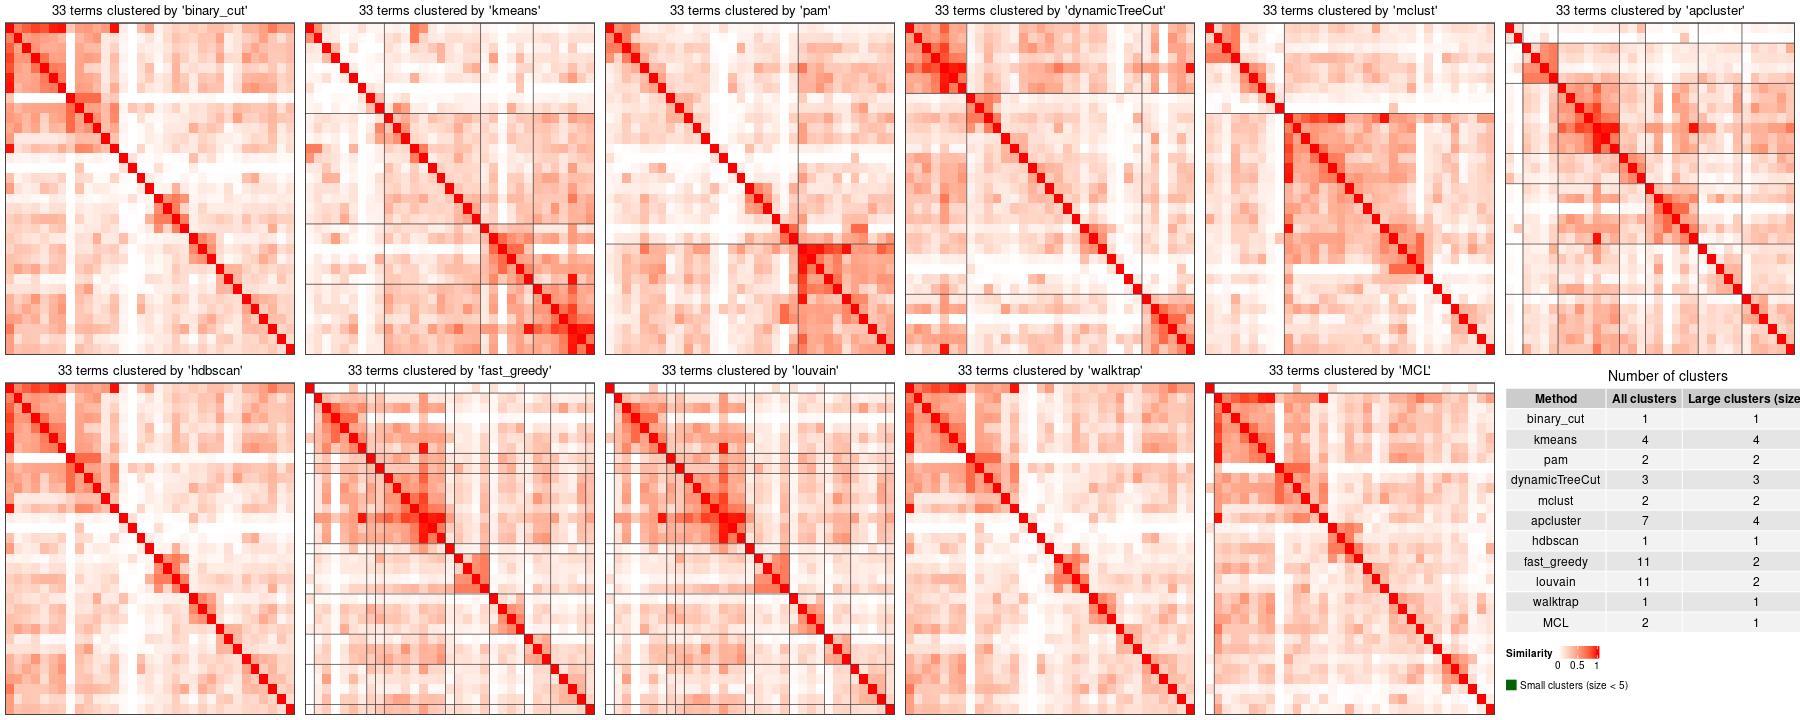 33 terms clustered by 'binary_cut'
33 terms clustered by 'kmeans'
33 terms clustered by 'pam'
33 terms clustered by 'dynamicTreeCut'
33 terms clustered by 'mclust'
33 terms clustered by 'apcluster'
33 terms clustered by 'hdbscan'
33 terms clustered by 'fast_greedy'
33 terms clustered by 'louvain'
33 terms clustered by 'walktrap'
33 terms clustered by 'MCL'
Number of clusters
Method All clusters Large clusters (size
binary_cut 1 1
kmeans 4 4
pam 2 2
dynamicTreeCut 3 3
mclust 2 2
apcluster 7 4
hdbscan 1 1
fast_greedy 11 2
louvain 11 2
walktrap 1 1
MCL 2 1
Similarity
0 0.5 1
Small clusters (size < 5)